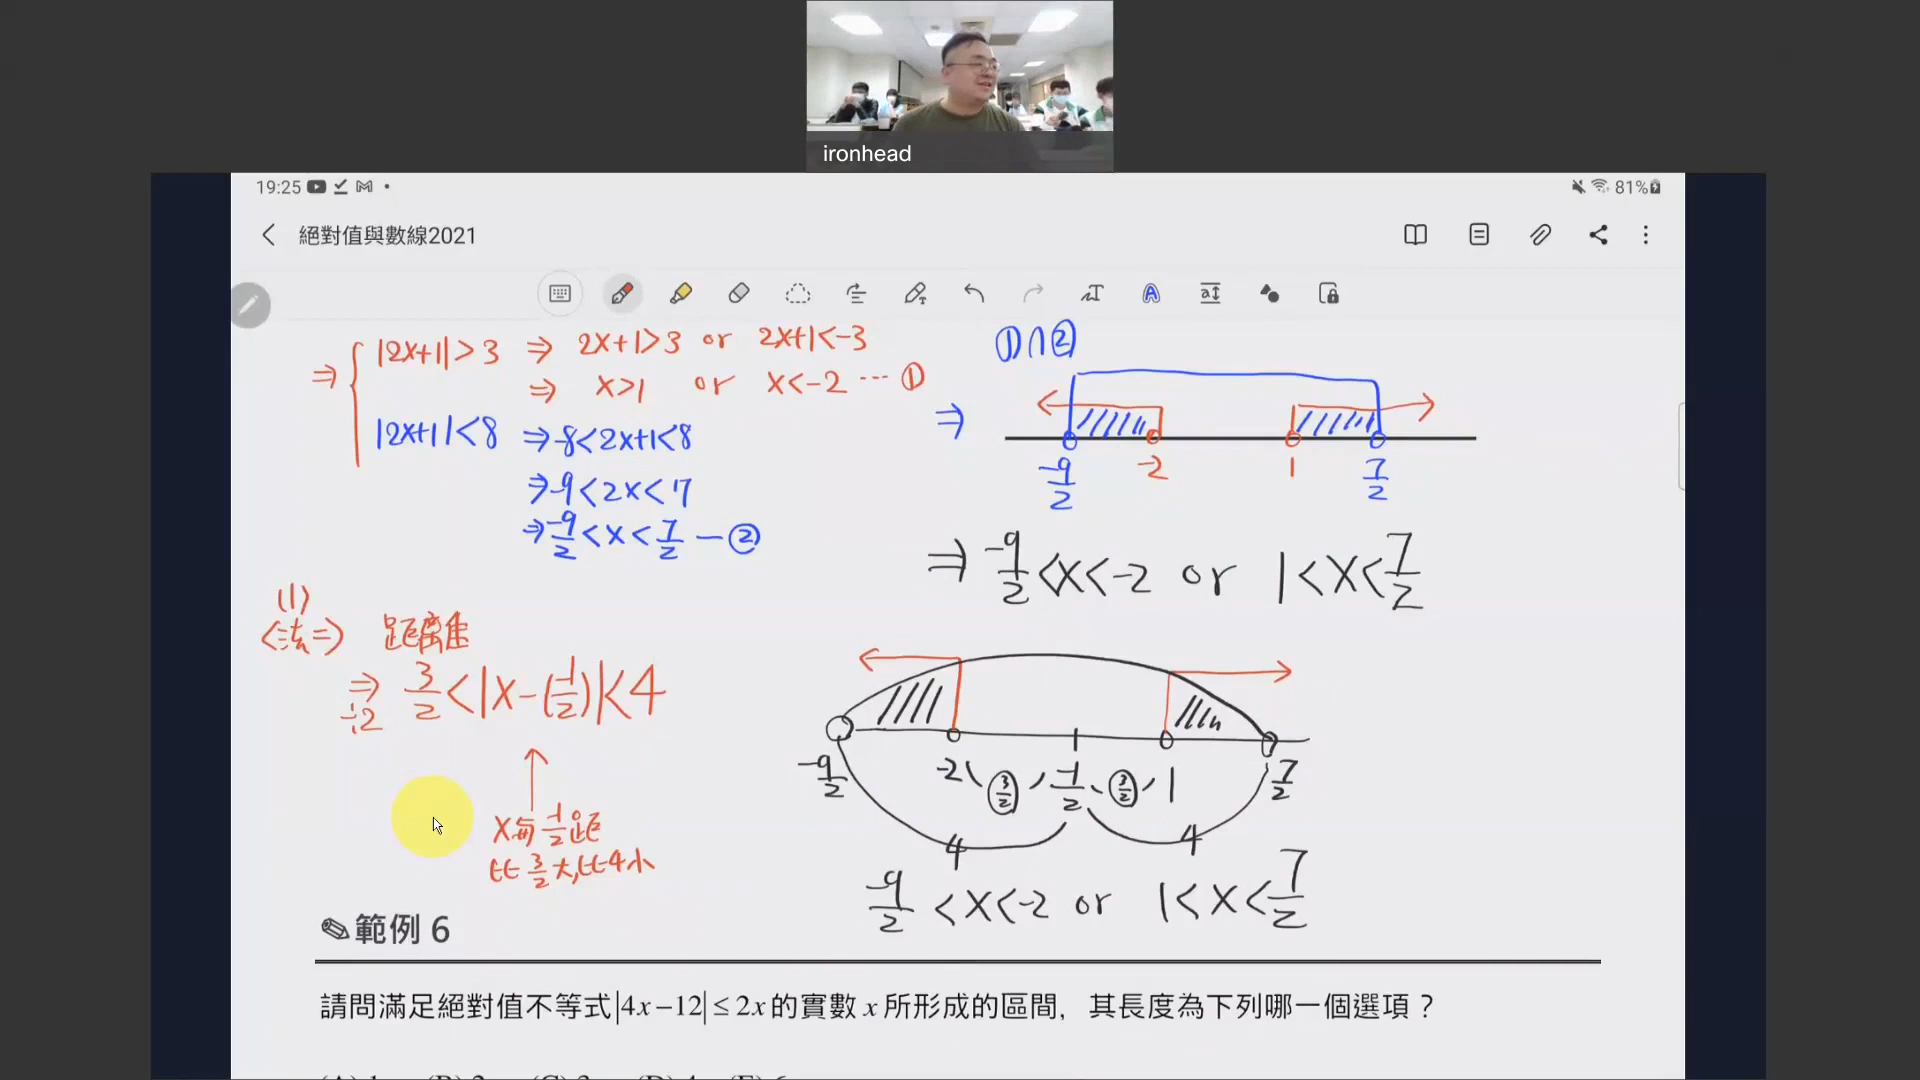 ironhead
19:25
81%
絕對值與數線2021
⇒ { |2x+1|>3 ⇒ 2x+1>3 or 2x+1<-3
⇒ x>1 or x<-2 … ①
|2x+1|<8 ⇒ -8<2x+1<8
⇒ -9<2x<7
⇒ -9/2<x<7/2 — ②
①∩②
⇒
-9/2 -2 1 7/2
⇒ -9/2<x<-2 or 1<x<7/2
(1)
<法二> 距離
⇒ 3/2<|x-(-1/2)|<4
÷2
x與-1/2距
比3/2大,比4小
-9/2 -2 3/2 -1/2 3/2 1 7/2
4 4
-9/2<x<-2 or 1<x<7/2
範例 6
請問滿足絕對值不等式|4x-12|≤2x的實數 x 所形成的區間，其長度為下列哪一個選項？